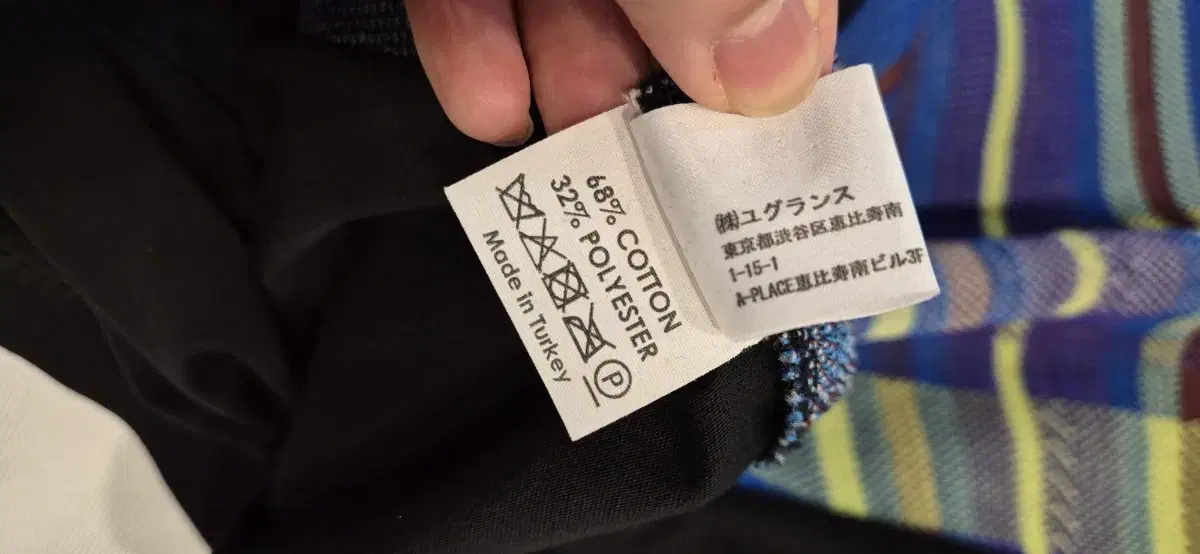 68% COTTON
32% POLYESTER
P
Made in Turkey
㈱ユグランス
東京都渋谷区恵比寿南
1-15-1
A-PLACE恵比寿南ビル3F